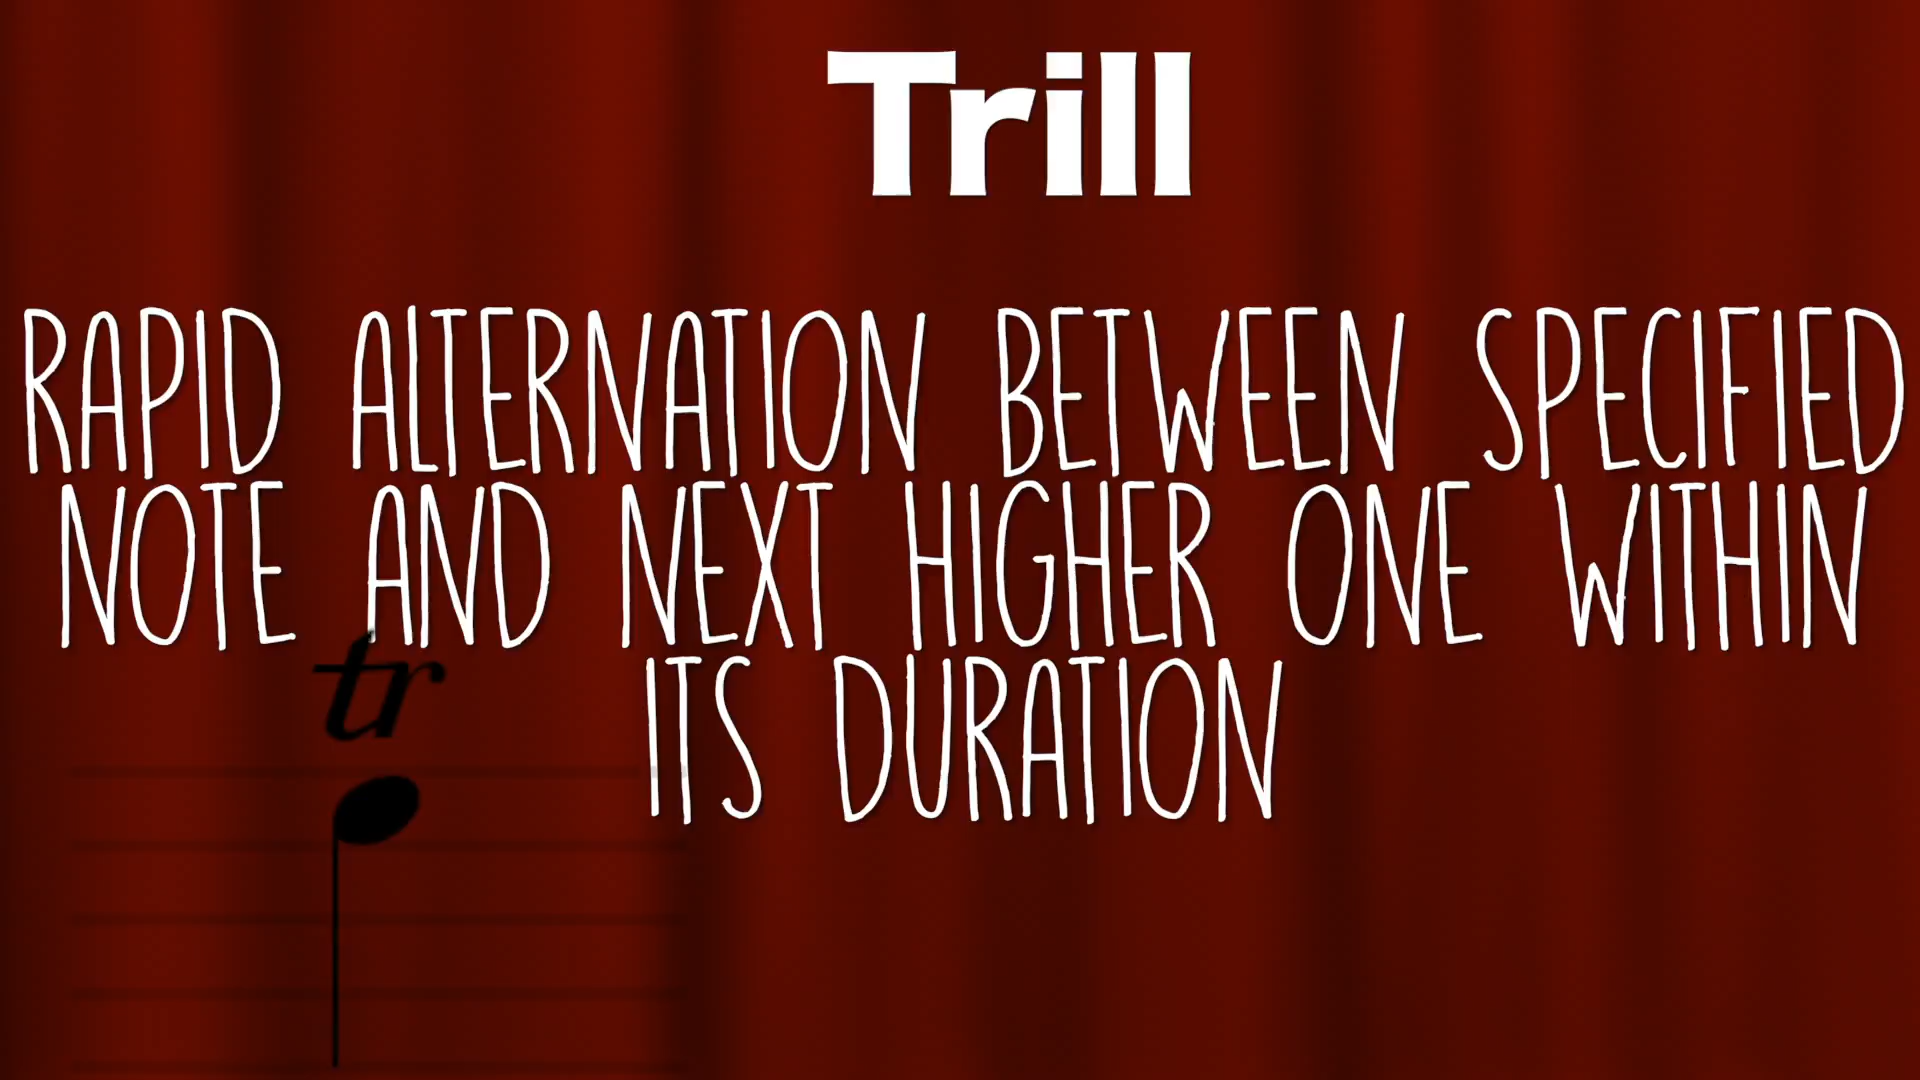 Trill
RAPID ALTERNATION BETWEEN SPECIFIED
NOTE AND NEXT HIGHER ONE WITHIN
ITS DURATION
tr